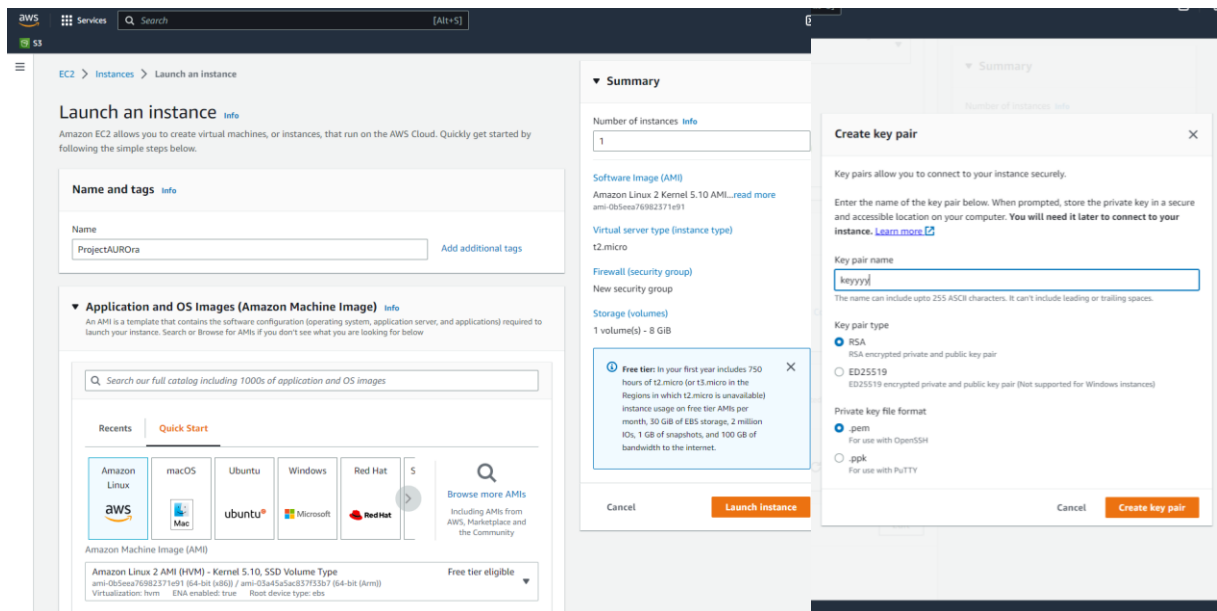 aws
Services
Search
[Alt+S]
S3
EC2 > Instances > Launch an instance
Launch an instance Info
Amazon EC2 allows you to create virtual machines, or instances, that run on the AWS Cloud. Quickly get started by
following the simple steps below.
Name and tags Info
Name
ProjectAUROra
Add additional tags
Application and OS Images (Amazon Machine Image) Info
An AMI is a template that contains the software configuration (operating system, application server, and applications) required to
launch your instance. Search or Browse for AMIs if you don't see what you are looking for below
Search our full catalog including 1000s of application and OS images
Recents
Quick Start
Amazon
Linux
aws
macOS
Mac
Ubuntu
ubuntu
Windows
Microsoft
Red Hat
Red Hat
S
Browse more AMIs
Including AMIs from
AWS, Marketplace and
the Community
Amazon Machine Image (AMI)
Amazon Linux 2 AMI (HVM) - Kernel 5.10, SSD Volume Type
Free tier eligible
ami-0b5eea76982371e91 (64-bit (x86)) / ami-03a45a5ac837f33b7 (64-bit (Arm))
Virtualization: hvm ENA enabled: true Root device type: ebs
Summary
Number of instances Info
1
Software Image (AMI)
Amazon Linux 2 Kernel 5.10 AMI...read more
ami-0b5eea76982371e91
Virtual server type (instance type)
t2.micro
Firewall (security group)
New security group
Storage (volumes)
1 volume(s) - 8 GiB
Free tier: In your first year includes 750
hours of t2.micro (or t3.micro in the
Regions in which t2.micro is unavailable)
instance usage on free tier AMIs per
month, 30 GiB of EBS storage, 2 million
IOs, 1 GB of snapshots, and 100 GB of
bandwidth to the internet.
Cancel
Launch instance
Summary
Number of instances Info
Create key pair
Key pairs allow you to connect to your instance securely.
Enter the name of the key pair below. When prompted, store the private key in a secure
and accessible location on your computer. You will need it later to connect to your
instance. Learn more
Key pair name
keyyyy
The name can include upto 255 ASCII characters. It can't include leading or trailing spaces.
Key pair type
RSA
RSA encrypted private and public key pair
ED25519
ED25519 encrypted private and public key pair (Not supported for Windows instances)
Private key file format
.pem
For use with OpenSSH
.ppk
For use with PuTTY
Cancel
Create key pair